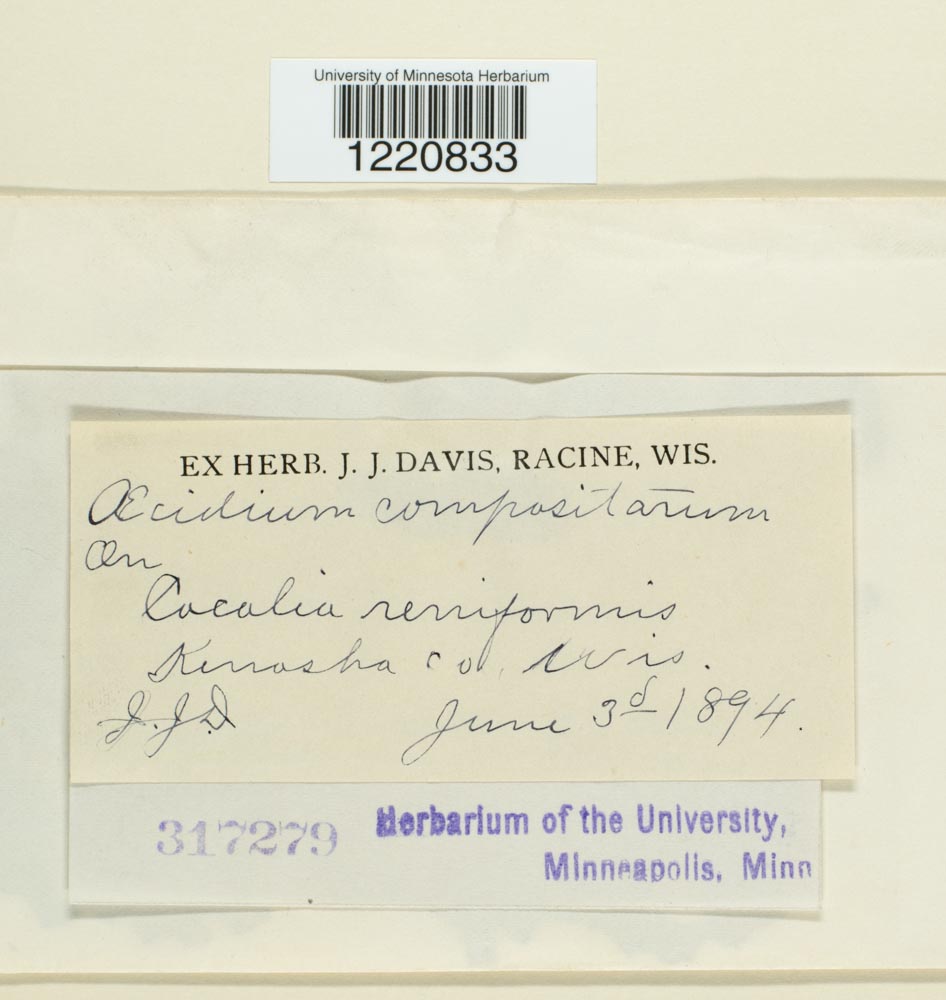 University of Minnesota Herbarium
1220833
EX HERB. J. J. DAVIS, RACINE, WIS.
Æcidium compositarum
On
Cacalia reniformis
Kenosha Co. Wis.
J.J.D June 3d 1894.
317279 Herbarium of the University,
Minneapolis, Minn